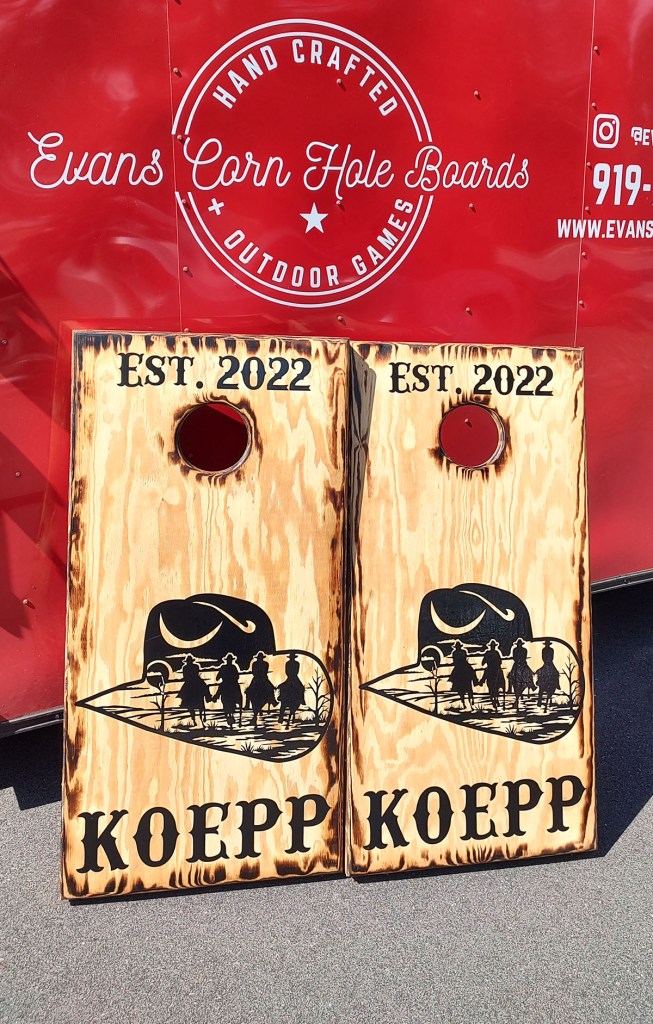 HAND CRAFTED
Evans Corn Hole Boards
+ OUTDOOR GAMES
919-
WWW.EVANS
EST. 2022
KOEPP
EST. 2022
KOEPP